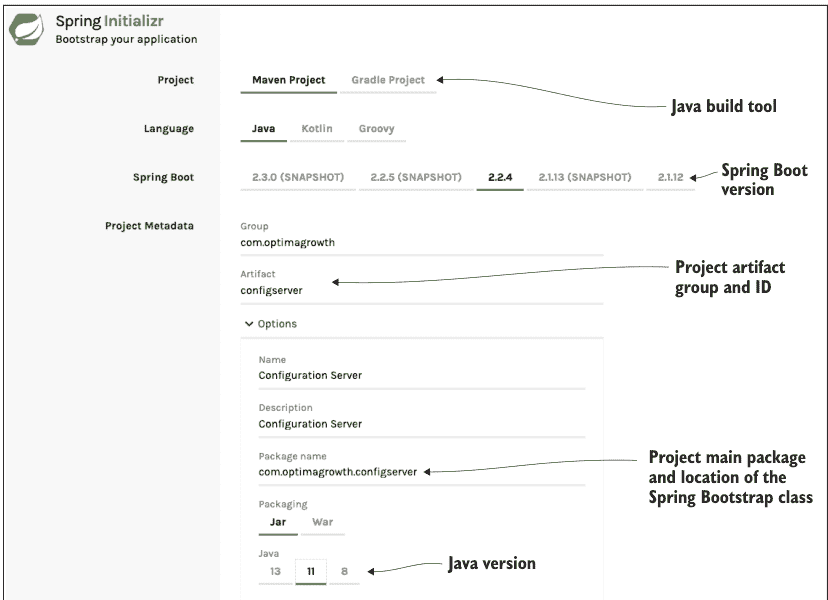 Spring Initializr
Bootstrap your application
Project
Maven Project Gradle Project
Java build tool
Language
Java Kotlin Groovy
Spring Boot
2.3.0 (SNAPSHOT) 2.2.5 (SNAPSHOT) 2.2.4 2.1.13 (SNAPSHOT) 2.1.12
Spring Boot
version
Project Metadata
Group
com.optimagrowth
Artifact
configserver
Project artifact
group and ID
Options
Name
Configuration Server
Description
Configuration Server
Package name
com.optimagrowth.configserver
Project main package
and location of the
Spring Bootstrap class
Packaging
Jar War
Java
13 11 8
Java version